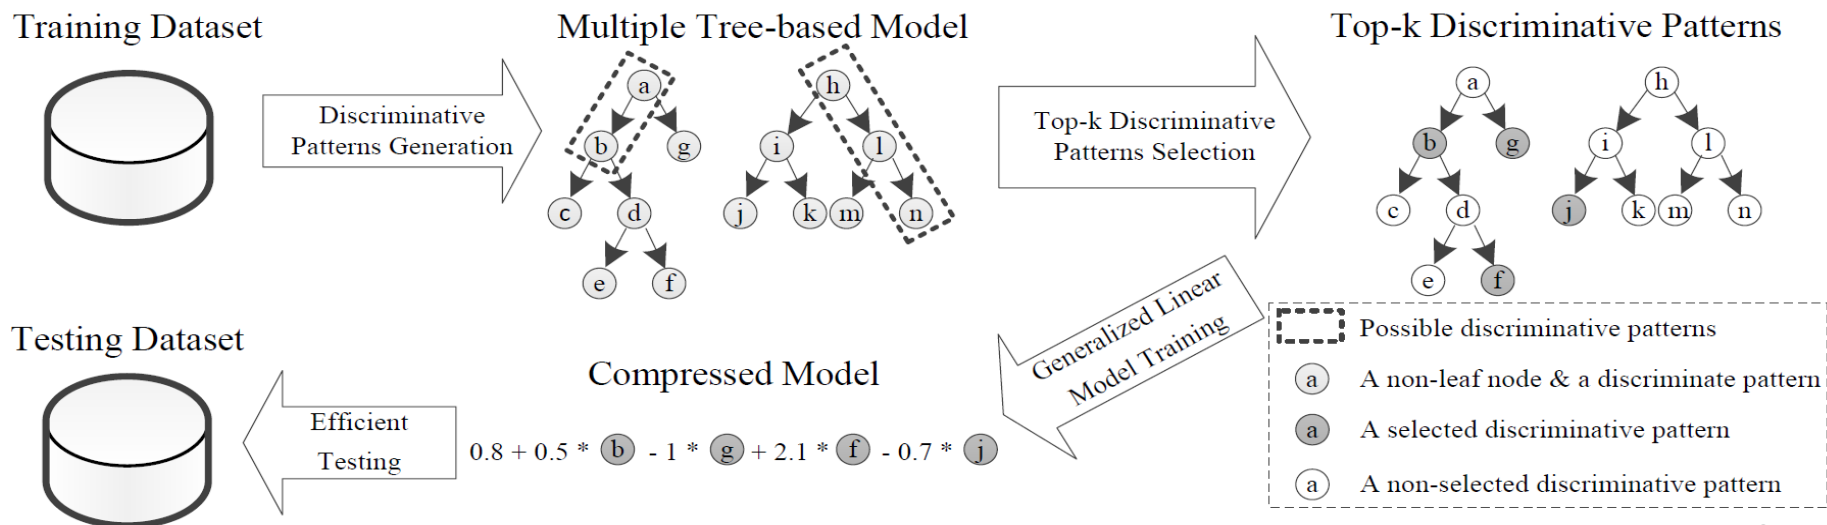 Training Dataset
Multiple Tree-based Model
Top-k Discriminative Patterns
Discriminative
Patterns Generation
a
b
g
c
d
e
f
h
i
l
j
k
m
n
Top-k Discriminative
Patterns Selection
a
b
g
c
d
e
f
h
i
l
j
k
m
n
Generalized Linear
Model Training
Possible discriminative patterns
a A non-leaf node & a discriminate pattern
a A selected discriminative pattern
a A non-selected discriminative pattern
Compressed Model
0.8 + 0.5 * b - 1 * g + 2.1 * f - 0.7 * j
Efficient
Testing
Testing Dataset